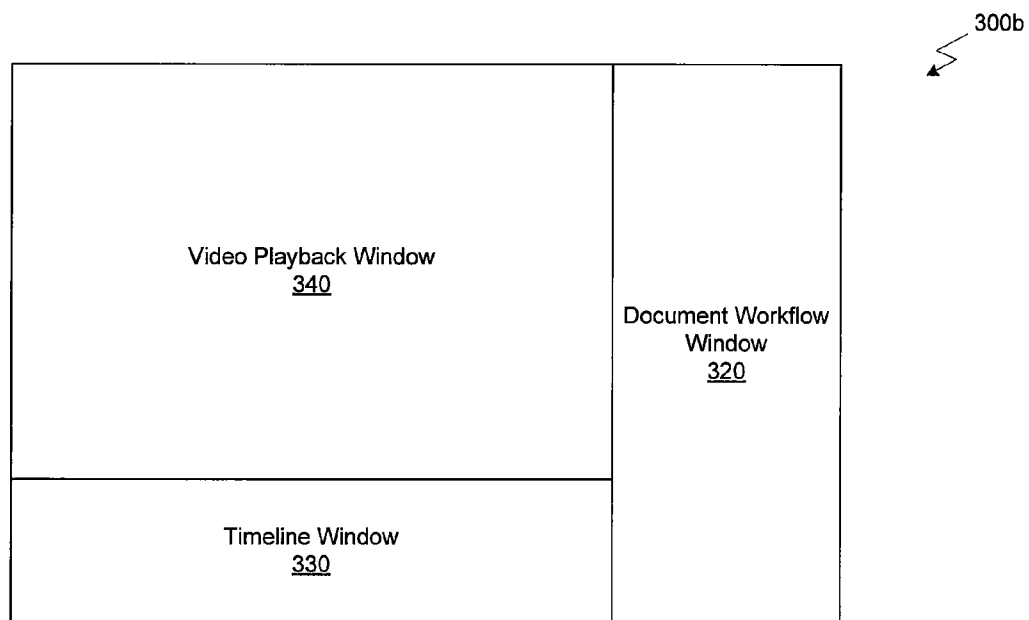 300b
Video Playback Window
340
Document Workflow
Window
320
Timeline Window
330